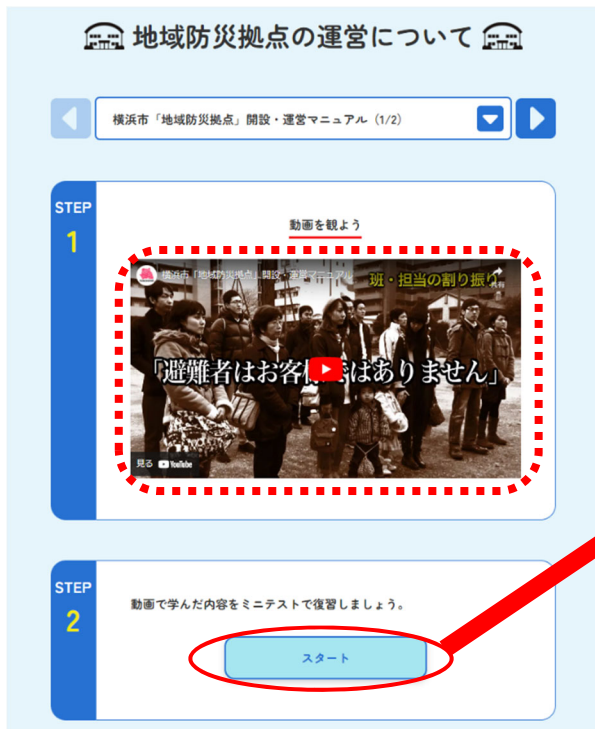 地域防災拠点の運営について
横浜市「地域防災拠点」開設・運営マニュアル (1/2)
STEP
1
動画を観よう
横浜市「地域防災拠点」開設・運営マニュアル
班・担当の割り振り
共有
「避難者はお客様ではありません」
見る YouTube
STEP
2
動画で学んだ内容をミニテストで復習しましょう。
スタート